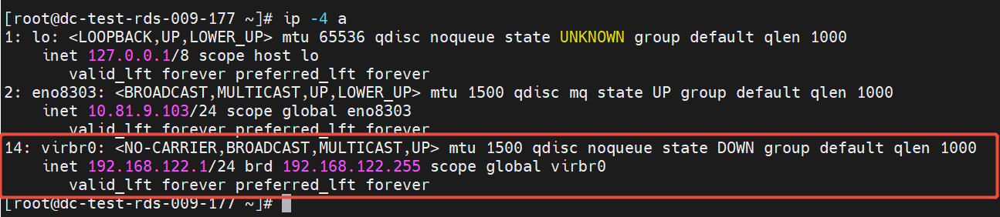 [root@dc-test-rds-009-177 ~]# ip -4 a
1: lo: <LOOPBACK,UP,LOWER_UP> mtu 65536 qdisc noqueue state UNKNOWN group default qlen 1000
    inet 127.0.0.1/8 scope host lo
       valid_lft forever preferred_lft forever
2: eno8303: <BROADCAST,MULTICAST,UP,LOWER_UP> mtu 1500 qdisc mq state UP group default qlen 1000
    inet 10.81.9.103/24 scope global eno8303
       valid_lft forever preferred_lft forever
14: virbr0: <NO-CARRIER,BROADCAST,MULTICAST,UP> mtu 1500 qdisc noqueue state DOWN group default qlen 1000
    inet 192.168.122.1/24 brd 192.168.122.255 scope global virbr0
       valid_lft forever preferred_lft forever
[root@dc-test-rds-009-177 ~]#